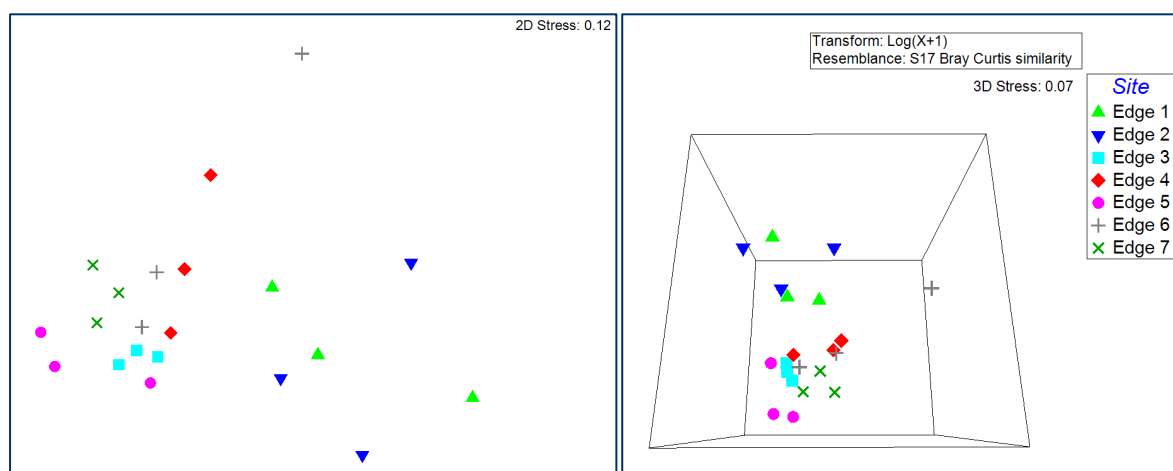 2D Stress: 0.12
Transform: Log(X+1)
Resemblance: S17 Bray Curtis similarity
3D Stress: 0.07
Site
Edge 1
Edge 2
Edge 3
Edge 4
Edge 5
Edge 6
Edge 7